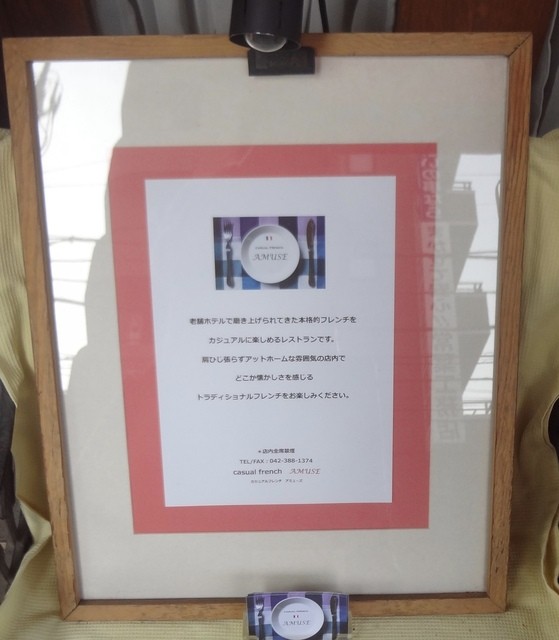 AMUSE
老舗ホテルで磨き上げられてきた本格的フレンチを
カジュアルに楽しめるレストランです。
肩ひじ張らずアットホームな雰囲気の店内で
どこか懐かしさを感じる
トラディショナルフレンチをお楽しみください。
＊店内全席禁煙
TEL/FAX：042-388-1374
casual french AMUSE
カジュアルフレンチ アミューズ
AMUSE